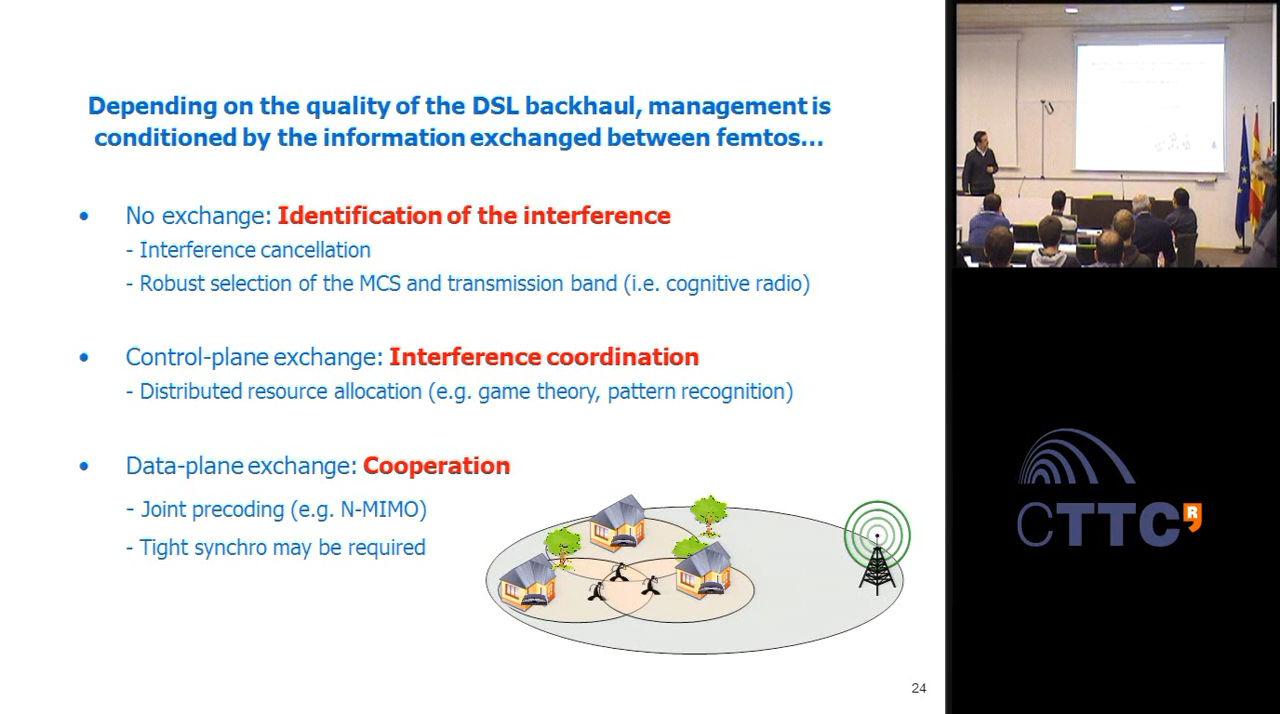 Depending on the quality of the DSL backhaul, management is
conditioned by the information exchanged between femtos...
• No exchange: Identification of the interference
- Interference cancellation
- Robust selection of the MCS and transmission band (i.e. cognitive radio)
• Control-plane exchange: Interference coordination
- Distributed resource allocation (e.g. game theory, pattern recognition)
• Data-plane exchange: Cooperation
- Joint precoding (e.g. N-MIMO)
- Tight synchro may be required
24
CTTC R